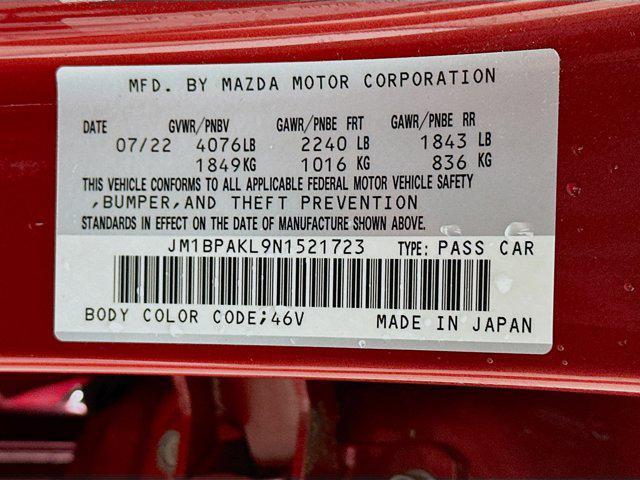 MFD. BY MAZDA MOTOR CORPORATION
DATE GVWR/PNBV GAWR/PNBE FRT GAWR/PNBE RR
07/22 4076LB 2240 LB 1843 LB
1849KG 1016 KG 836 KG
THIS VEHICLE CONFORMS TO ALL APPLICABLE FEDERAL MOTOR VEHICLE SAFETY
,BUMPER,AND THEFT PREVENTION
STANDARDS IN EFFECT ON THE DATE OF MANUFACTURE SHOWN ABOVE.
JM1BPAKL9N1521723 TYPE: PASS CAR
BODY COLOR CODE;46V MADE IN JAPAN